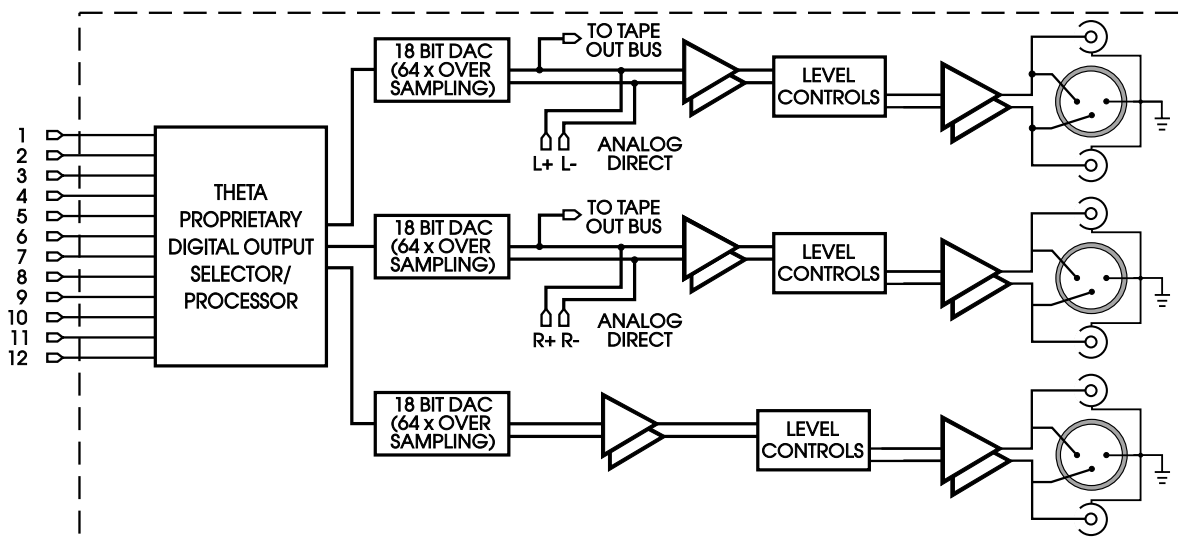 1
2
3
4
5
6
7
8
9
10
11
12
THETA
PROPRIETARY
DIGITAL OUTPUT
SELECTOR/
PROCESSOR
18 BIT DAC
(64 x OVER
SAMPLING)
TO TAPE
OUT BUS
L+ L-
ANALOG
DIRECT
LEVEL
CONTROLS
18 BIT DAC
(64 x OVER
SAMPLING)
TO TAPE
OUT BUS
R+ R-
ANALOG
DIRECT
LEVEL
CONTROLS
18 BIT DAC
(64 x OVER
SAMPLING)
LEVEL
CONTROLS